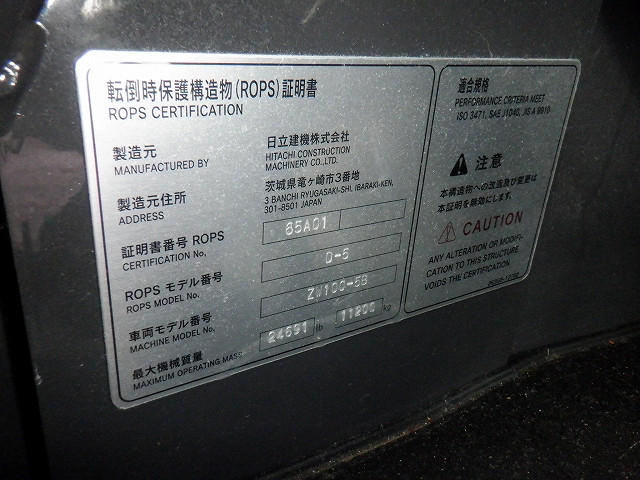 転倒時保護構造物(ROPS)証明書
ROPS CERTIFICATION
製造元
MANUFACTURED BY
日立建機株式会社
HITACHI CONSTRUCTION
MACHINERY CO.,LTD.
製造元住所
ADDRESS
茨城県竜ヶ崎市3番地
3 BANCHI RYUGASAKI-SHI, IBARAKI-KEN,
301-8501 JAPAN
証明書番号 ROPS
CERTIFICATION No.
85A01
ROPS モデル番号
ROPS MODEL No.
D-5
車両モデル番号
MACHINE MODEL No.
ZW100-5B
最大機械質量
MAXIMUM OPERATING MASS
24691 lb 11200 kg
適合規格
PERFORMANCE CRITERIA MEET
ISO 3471, SAE J1040, JIS A 8910
注意
本構造物への改造及び変更は
本証明を無効にします。
CAUTION
ANY ALTERATION OR MODIFI-
CATION TO THIS STRUCTURE
VOIDS THE CERTIFICATION.